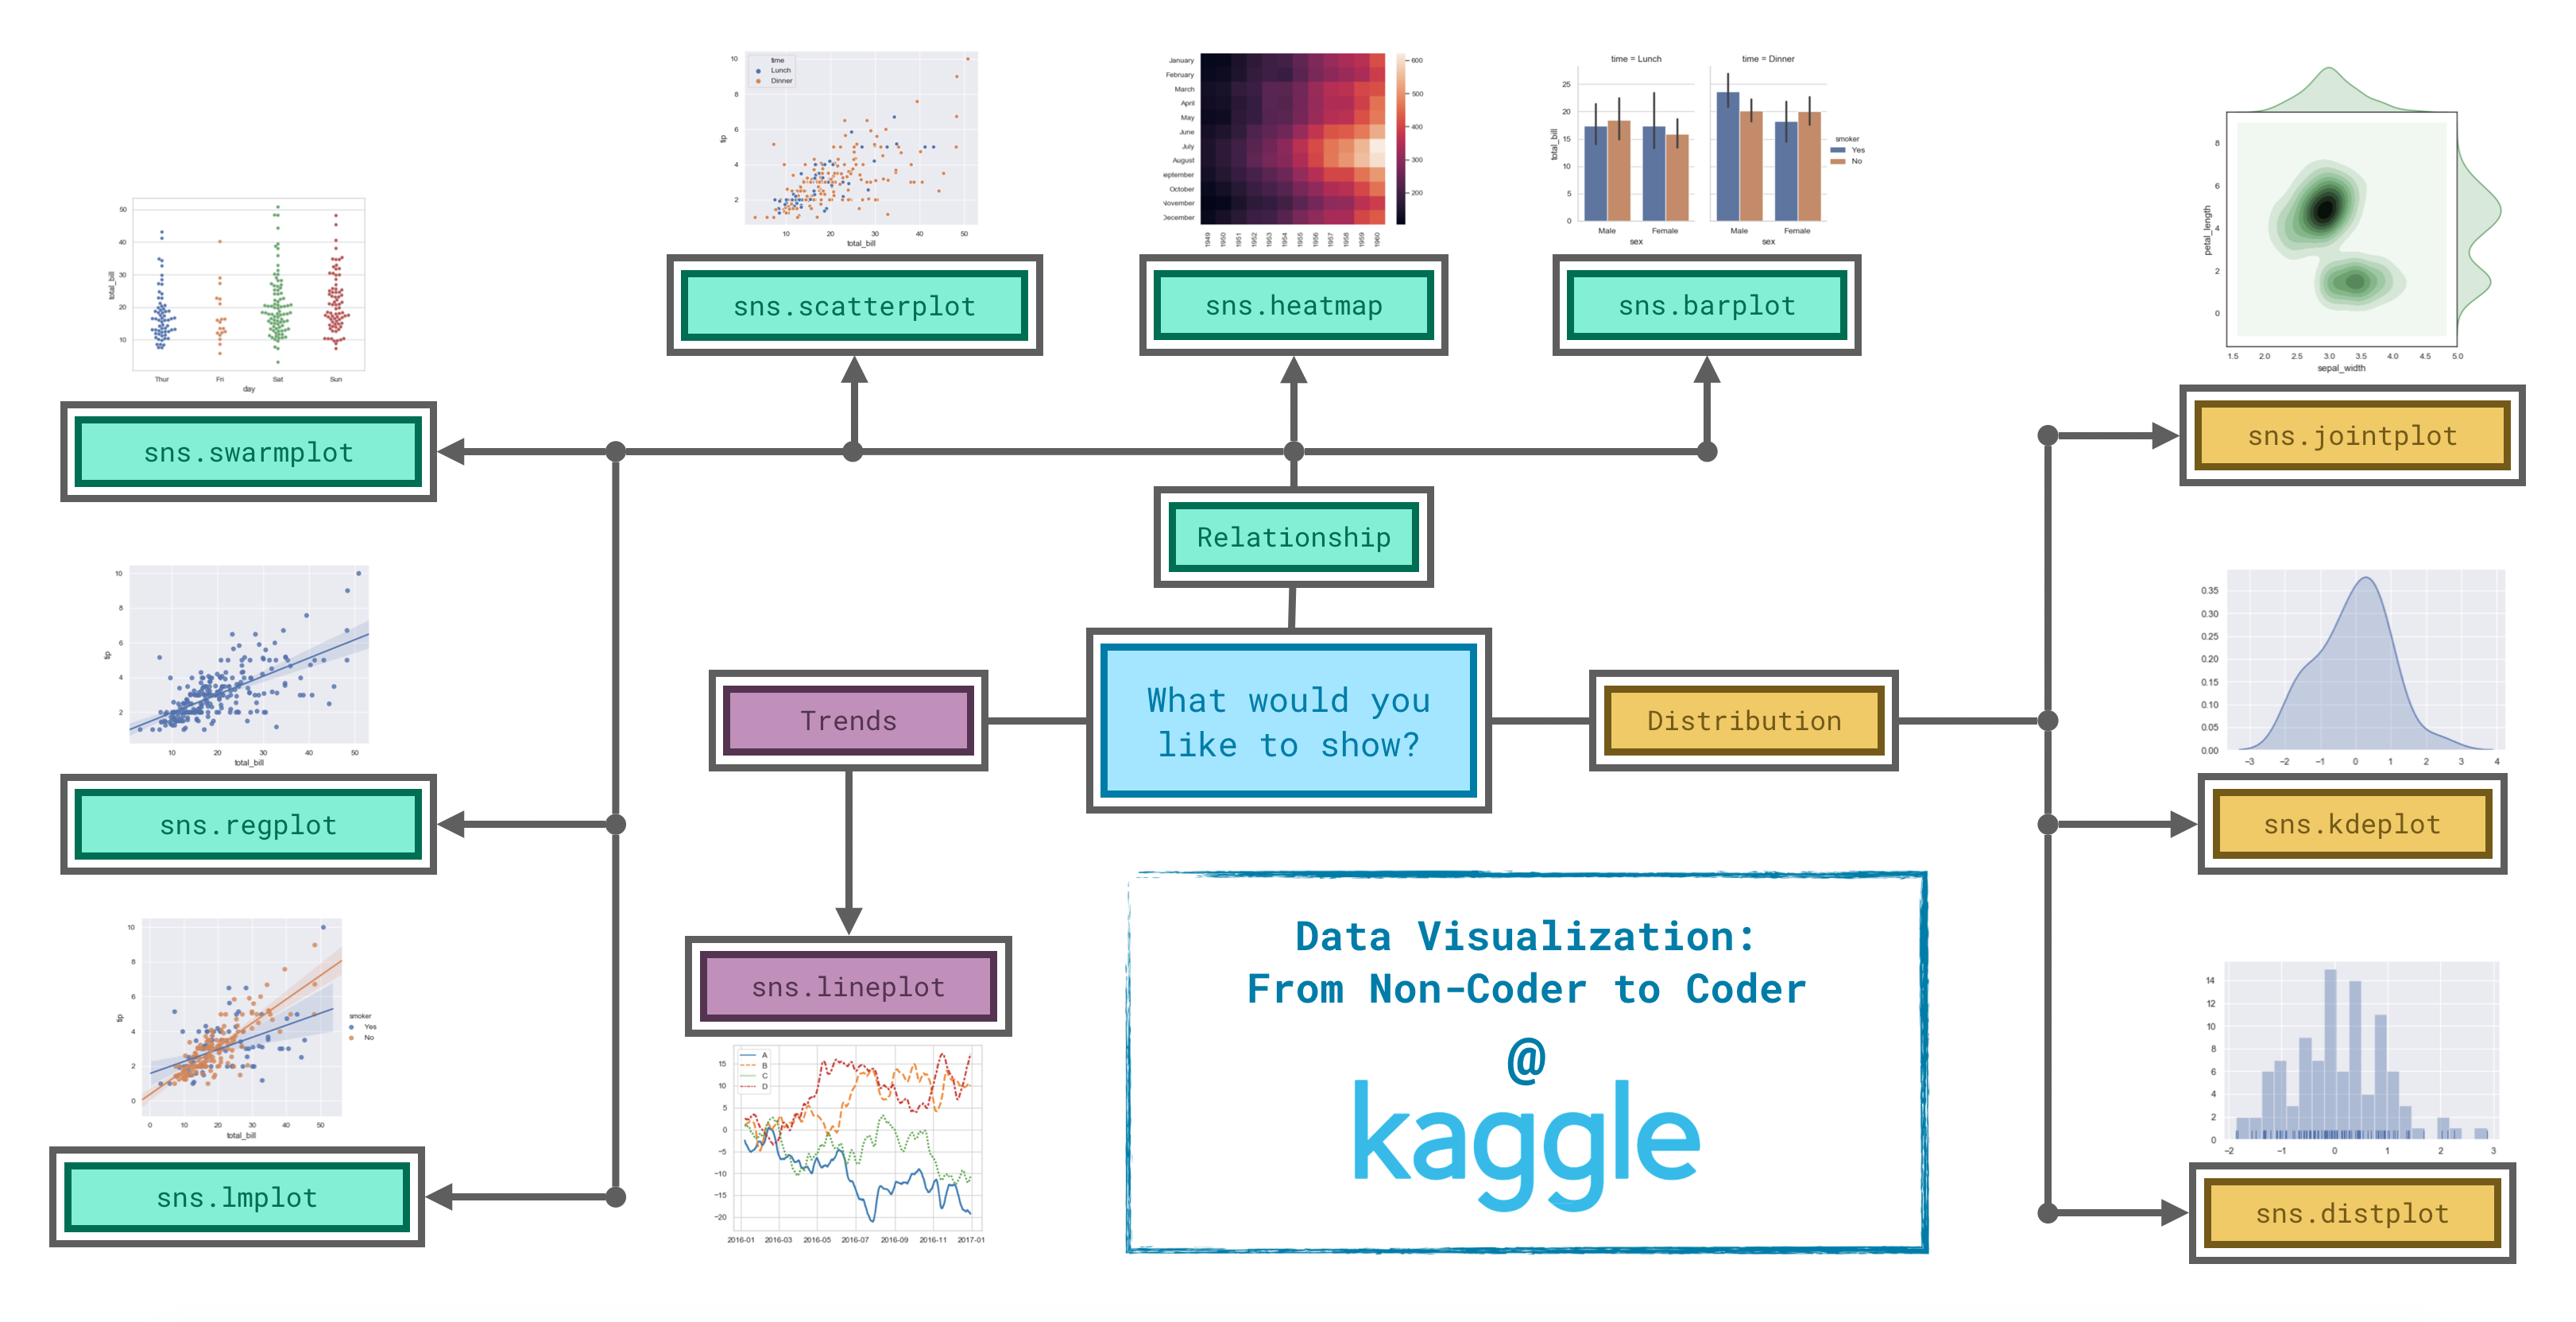 time
Lunch
Dinner
10
8
6
4
2
tip
10 20 30 40 50
total_bill
January
February
March
April
May
June
July
August
eptember
October
November
December
600
500
400
300
200
1949 1950 1951 1952 1953 1954 1955 1956 1957 1958 1959 1960
time = Lunch time = Dinner
25
20
15
10
5
0
total_bill
Male Female Male Female
sex sex
smoker
Yes
No
sns.scatterplot
sns.heatmap
sns.barplot
8
6
4
2
0
petal_length
1.5 2.0 2.5 3.0 3.5 4.0 4.5 5.0
sepal_width
sns.jointplot
50
40
30
20
10
total_bill
Thur Fri Sat Sun
day
sns.swarmplot
Relationship
What would you
like to show?
Trends
Distribution
10
8
6
4
2
tip
10 20 30 40 50
total_bill
sns.regplot
0.35
0.30
0.25
0.20
0.15
0.10
0.05
0.00
−3 −2 −1 0 1 2 3 4
sns.kdeplot
10
8
6
4
2
0
tip
0 10 20 30 40 50
total_bill
smoker
Yes
No
sns.lmplot
sns.lineplot
A
B
C
D
15
10
5
0
−5
−10
−15
−20
2016-01 2016-03 2016-05 2016-07 2016-09 2016-11 2017-01
Data Visualization:
From Non-Coder to Coder
@
kaggle
14
12
10
8
6
4
2
0
−2 −1 0 1 2 3
sns.distplot